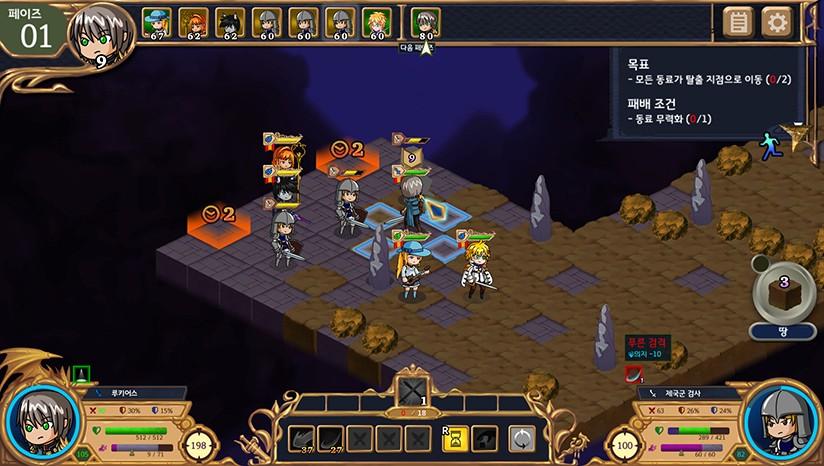 페이즈
01
9
67 62 62 60 60 60 60 80
다음 페이즈
목표
- 모든 동료가 탈출 지점으로 이동 (0/2)
패배 조건
- 동료 무력화 (0/1)
2
9
2
3
땅
푸른 검격
의지 -10
1
루키어스
30% 15%
512 / 512
9 / 71
105
198
1
0 / 18
37 27
R
제국군 검사
63 26% 24%
289 / 421
60 / 60
100
82